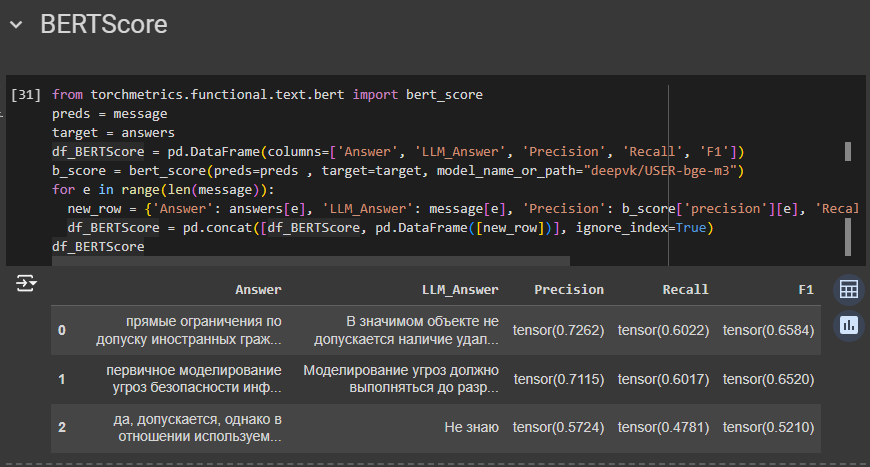 BERTScore
[31] from torchmetrics.functional.text.bert import bert_score
preds = message
target = answers
df_BERTScore = pd.DataFrame(columns=['Answer', 'LLM_Answer', 'Precision', 'Recall', 'F1'])
b_score = bert_score(preds=preds , target=target, model_name_or_path="deepvk/USER-bge-m3")
for e in range(len(message)):
new_row = {'Answer': answers[e], 'LLM_Answer': message[e], 'Precision': b_score['precision'][e], 'Recal
df_BERTScore = pd.concat([df_BERTScore, pd.DataFrame([new_row])], ignore_index=True)
df_BERTScore
Answer LLM_Answer Precision Recall F1
0 прямые ограничения по допуску иностранных граж... В значимом объекте не допускается наличие удал... tensor(0.7262) tensor(0.6022) tensor(0.6584)
1 первичное моделирование угроз безопасности инф... Моделирование угроз должно выполняться до разр... tensor(0.7115) tensor(0.6017) tensor(0.6520)
2 да, допускается, однако в отношении используем... Не знаю tensor(0.5724) tensor(0.4781) tensor(0.5210)